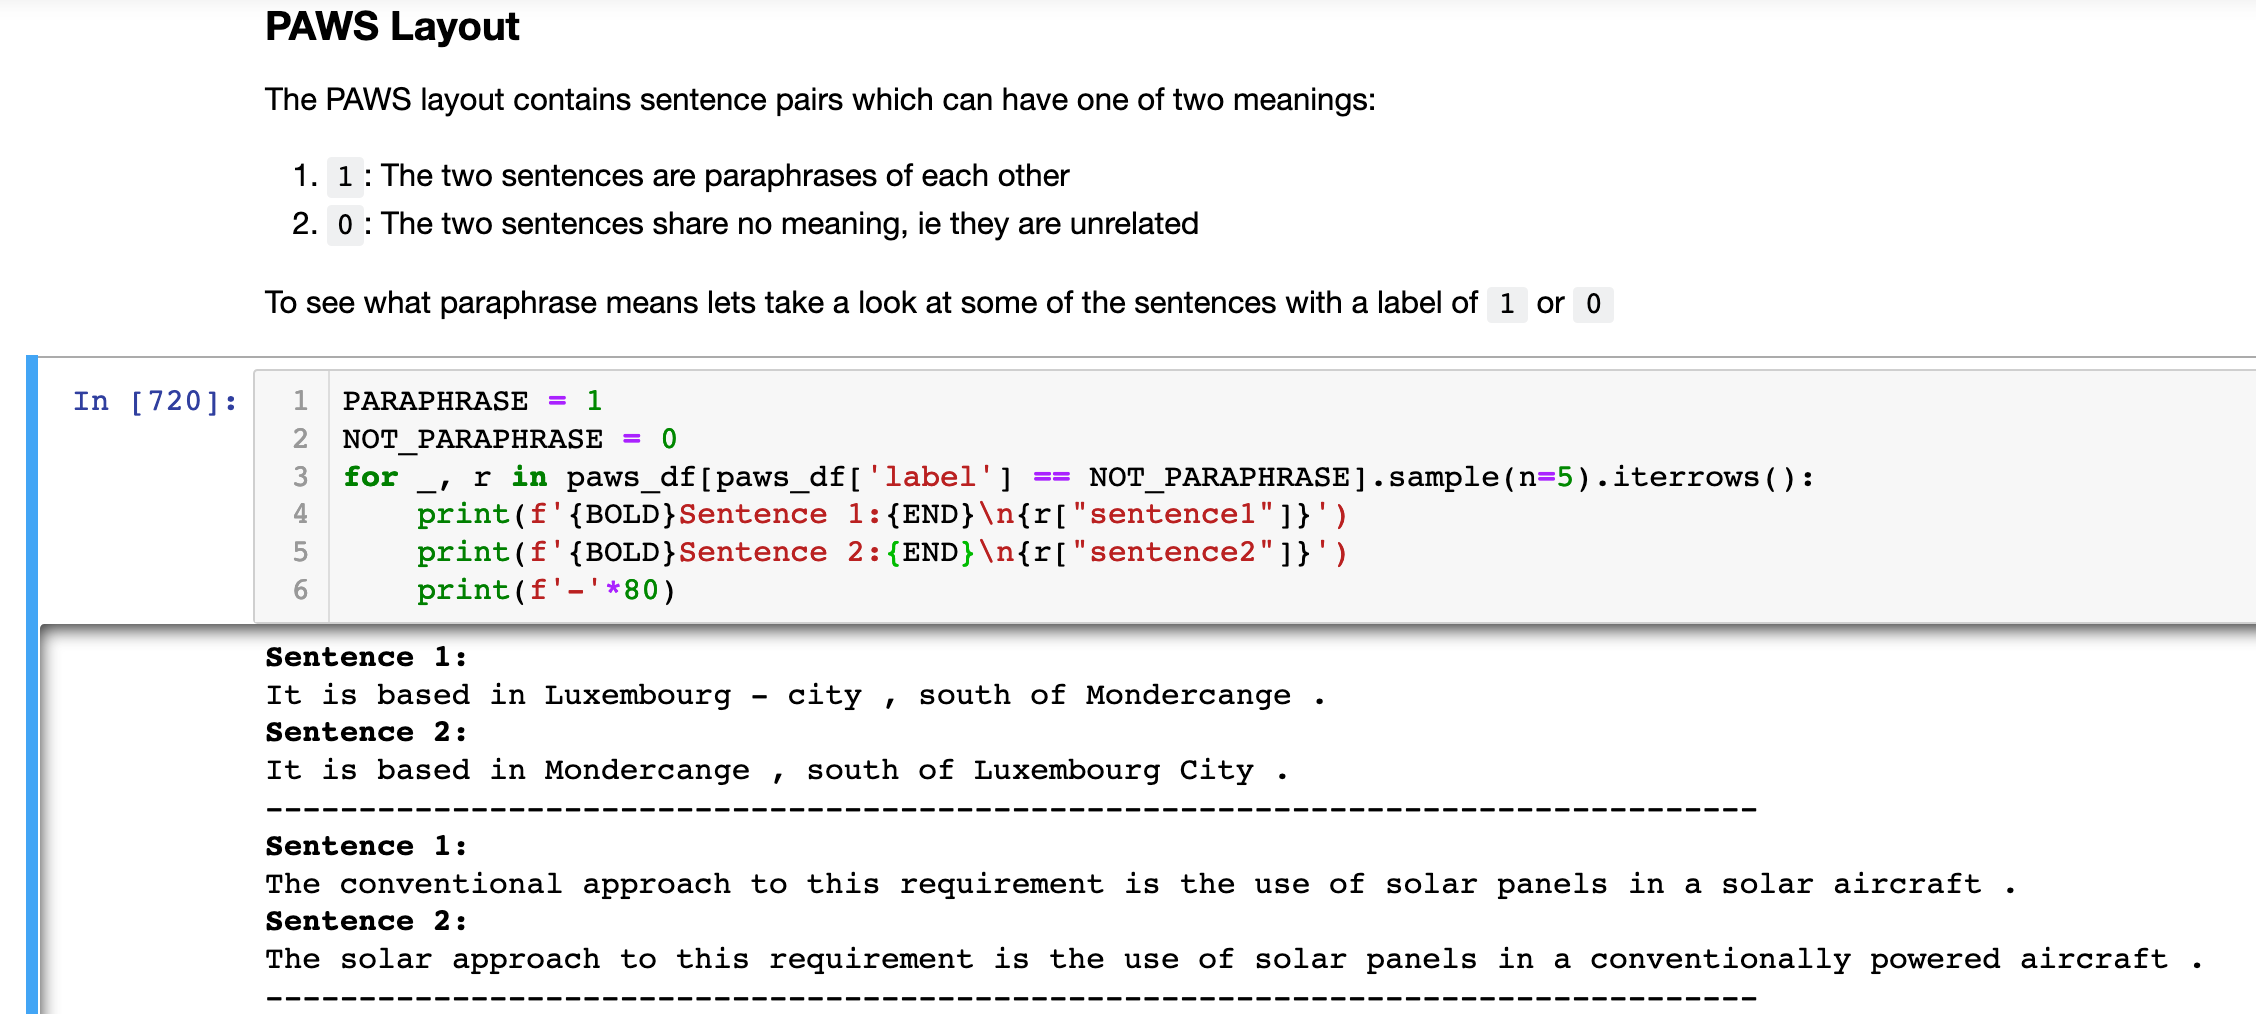 PAWS Layout
The PAWS layout contains sentence pairs which can have one of two meanings:
1. 1 : The two sentences are paraphrases of each other
2. 0 : The two sentences share no meaning, ie they are unrelated
To see what paraphrase means lets take a look at some of the sentences with a label of 1 or 0
In [720]:
1 PARAPHRASE = 1
2 NOT_PARAPHRASE = 0
3 for _, r in paws_df[paws_df['label'] == NOT_PARAPHRASE].sample(n=5).iterrows():
4     print(f'{BOLD}Sentence 1:{END}\n{r["sentence1"]}')
5     print(f'{BOLD}Sentence 2:{END}\n{r["sentence2"]}')
6     print(f'-'*80)
Sentence 1:
It is based in Luxembourg - city , south of Mondercange .
Sentence 2:
It is based in Mondercange , south of Luxembourg City .
--------------------------------------------------------------------------------
Sentence 1:
The conventional approach to this requirement is the use of solar panels in a solar aircraft .
Sentence 2:
The solar approach to this requirement is the use of solar panels in a conventionally powered aircraft .
--------------------------------------------------------------------------------